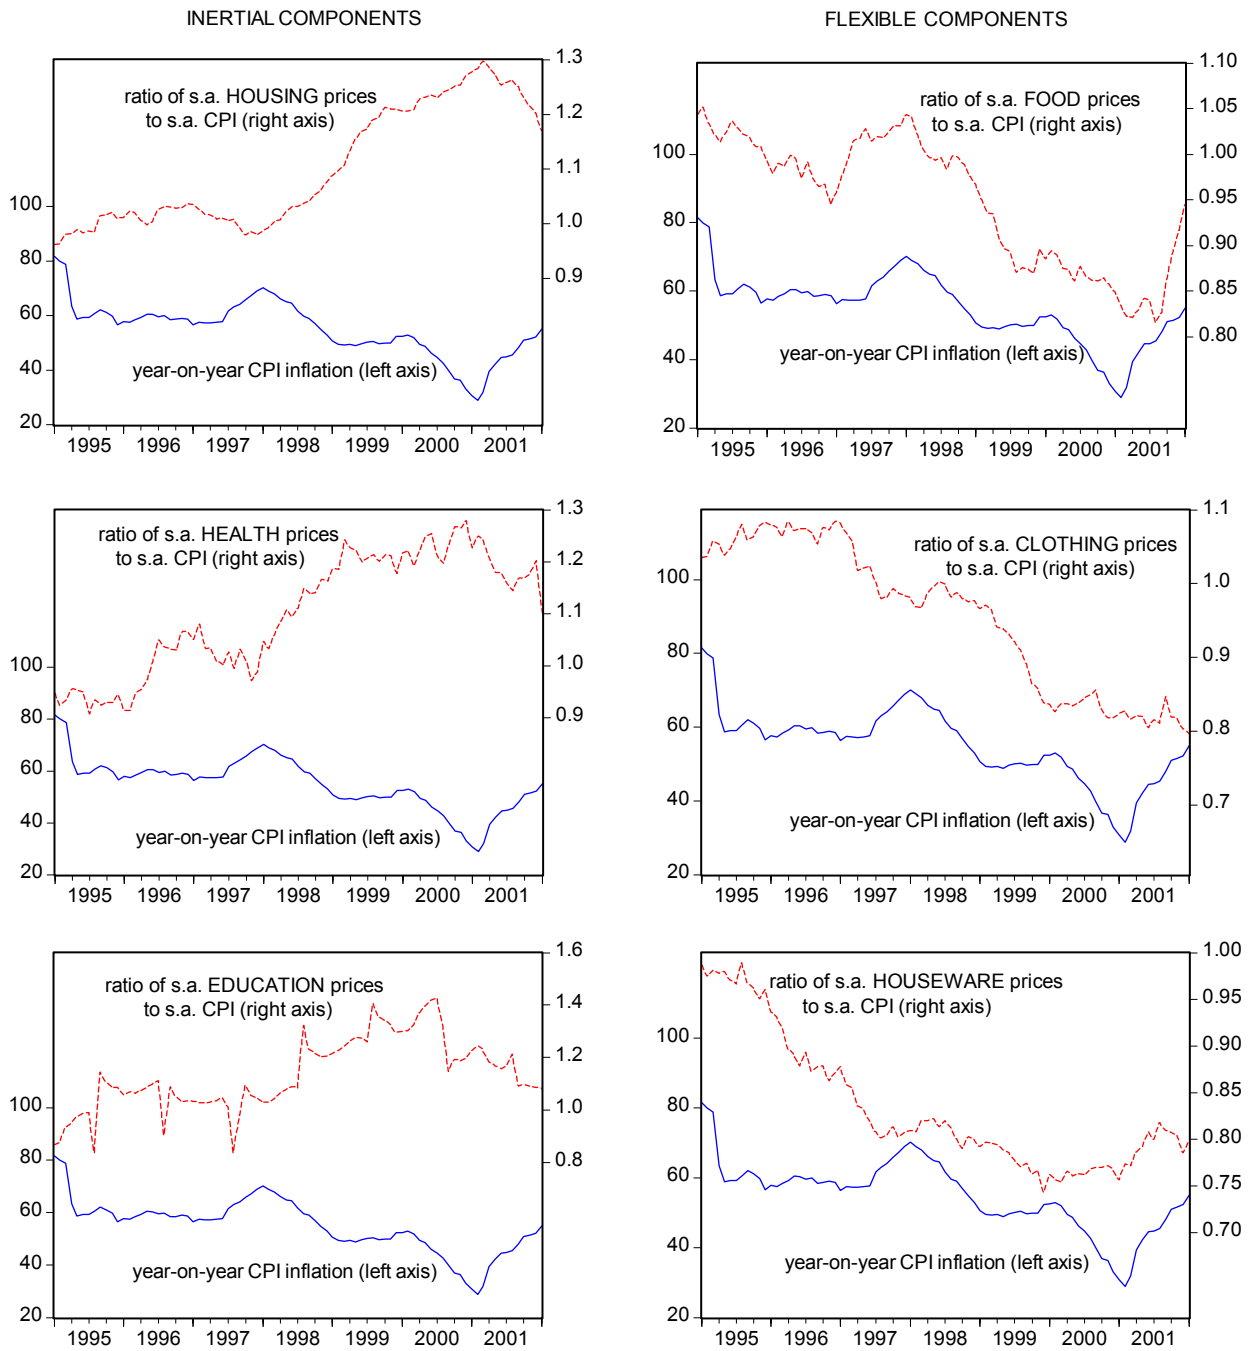 INERTIAL COMPONENTS
FLEXIBLE COMPONENTS
ratio of s.a. HOUSING prices
to s.a. CPI (right axis)
year-on-year CPI inflation (left axis)
100
80
60
40
20
1.3
1.2
1.1
1.0
0.9
1995 1996 1997 1998 1999 2000 2001
ratio of s.a. FOOD prices
to s.a. CPI (right axis)
year-on-year CPI inflation (left axis)
100
80
60
40
20
1.10
1.05
1.00
0.95
0.90
0.85
0.80
1995 1996 1997 1998 1999 2000 2001
ratio of s.a. HEALTH prices
to s.a. CPI (right axis)
year-on-year CPI inflation (left axis)
100
80
60
40
20
1.3
1.2
1.1
1.0
0.9
1995 1996 1997 1998 1999 2000 2001
ratio of s.a. CLOTHING prices
to s.a. CPI (right axis)
year-on-year CPI inflation (left axis)
100
80
60
40
20
1.1
1.0
0.9
0.8
0.7
1995 1996 1997 1998 1999 2000 2001
ratio of s.a. EDUCATION prices
to s.a. CPI (right axis)
year-on-year CPI inflation (left axis)
100
80
60
40
20
1.6
1.4
1.2
1.0
0.8
1995 1996 1997 1998 1999 2000 2001
ratio of s.a. HOUSEWARE prices
to s.a. CPI (right axis)
year-on-year CPI inflation (left axis)
100
80
60
40
20
1.00
0.95
0.90
0.85
0.80
0.75
0.70
1995 1996 1997 1998 1999 2000 2001